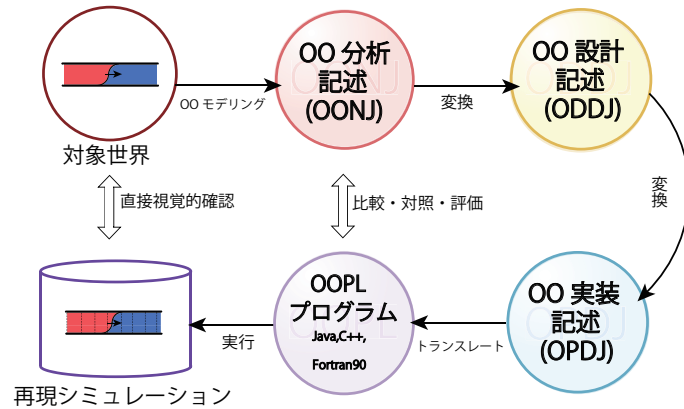 OO 分析
記述
(OONJ)
OO 設計
記述
(ODDJ)
OO モデリング
変換
対象世界
直接視覚的確認
比較・対照・評価
変換
OOPL
プログラム
Java,C++,
Fortran90
OO 実装
記述
(OPDJ)
実行
トランスレート
再現シミュレーション